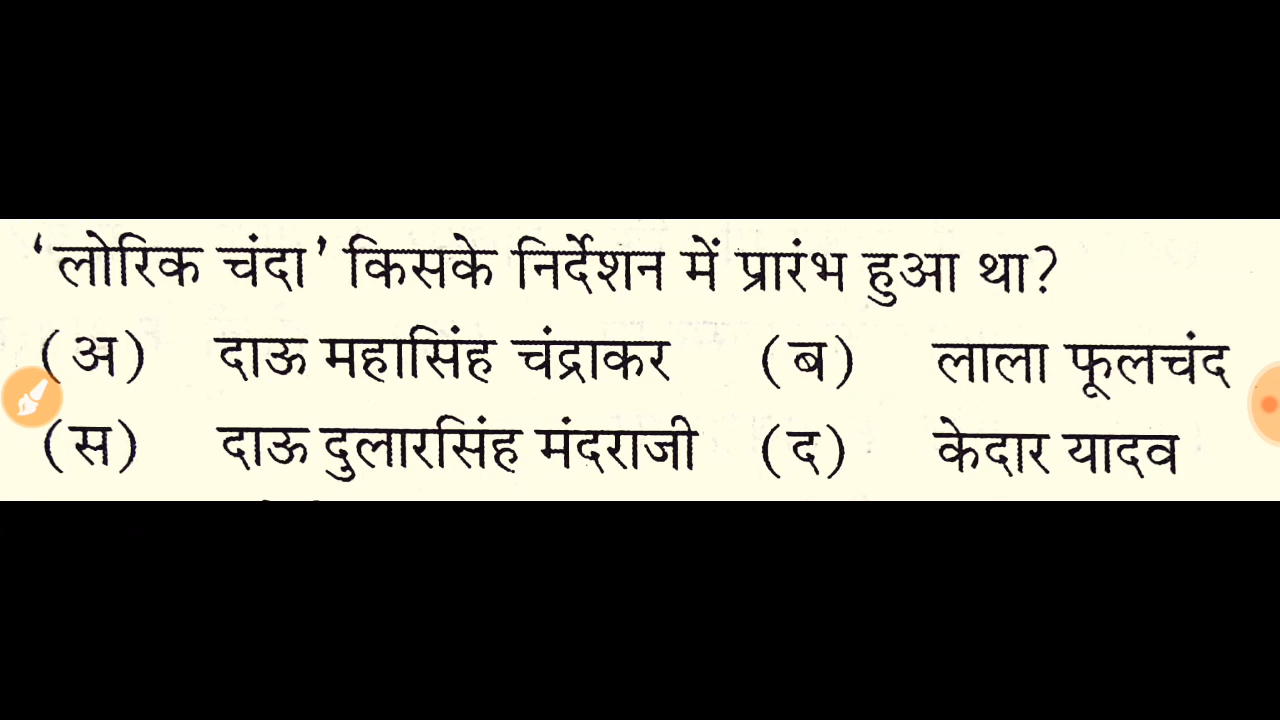 ‘लोरिक चंदा’ किसके निर्देशन में प्रारंभ हुआ था?
(अ) दाऊ महासिंह चंद्राकर (ब) लाला फूलचंद
(स) दाऊ दुलारसिंह मंदराजी (द) केदार यादव